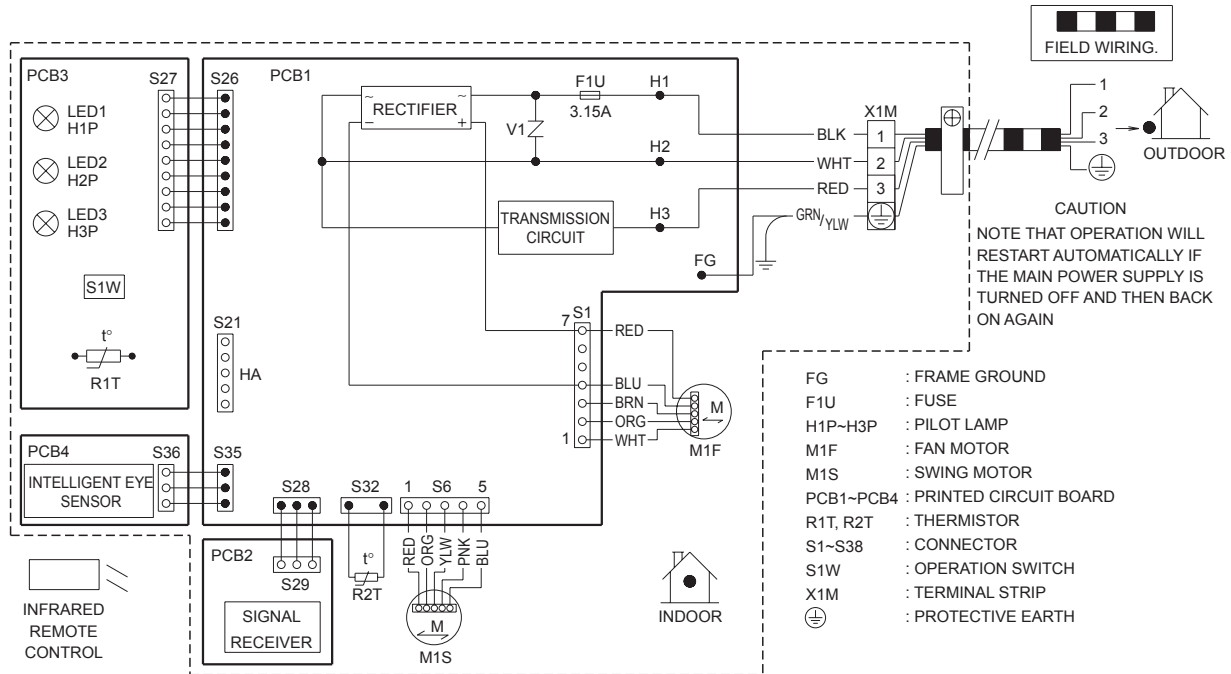 FIELD WIRING.
PCB3
S27
S26
PCB1
LED1
H1P
LED2
H2P
LED3
H3P
S1W
t°
R1T
S21
HA
RECTIFIER
~
~
−
+
V1
F1U
3.15A
H1
H2
H3
TRANSMISSION
CIRCUIT
FG
X1M
BLK
1
WHT
2
RED
3
GRN/YLW
1
2
3
OUTDOOR
CAUTION
NOTE THAT OPERATION WILL
RESTART AUTOMATICALLY IF
THE MAIN POWER SUPPLY IS
TURNED OFF AND THEN BACK
ON AGAIN
S1
7
RED
BLU
BRN
ORG
1
WHT
M
M1F
PCB4
S36
S35
INTELLIGENT EYE
SENSOR
S28
S32
1
S6
5
RED
ORG
YLW
PNK
BLU
PCB2
S29
SIGNAL
RECEIVER
t°
R2T
M
M1S
INFRARED
REMOTE
CONTROL
INDOOR
FG : FRAME GROUND
F1U : FUSE
H1P~H3P : PILOT LAMP
M1F : FAN MOTOR
M1S : SWING MOTOR
PCB1~PCB4 : PRINTED CIRCUIT BOARD
R1T, R2T : THERMISTOR
S1~S38 : CONNECTOR
S1W : OPERATION SWITCH
X1M : TERMINAL STRIP
: PROTECTIVE EARTH